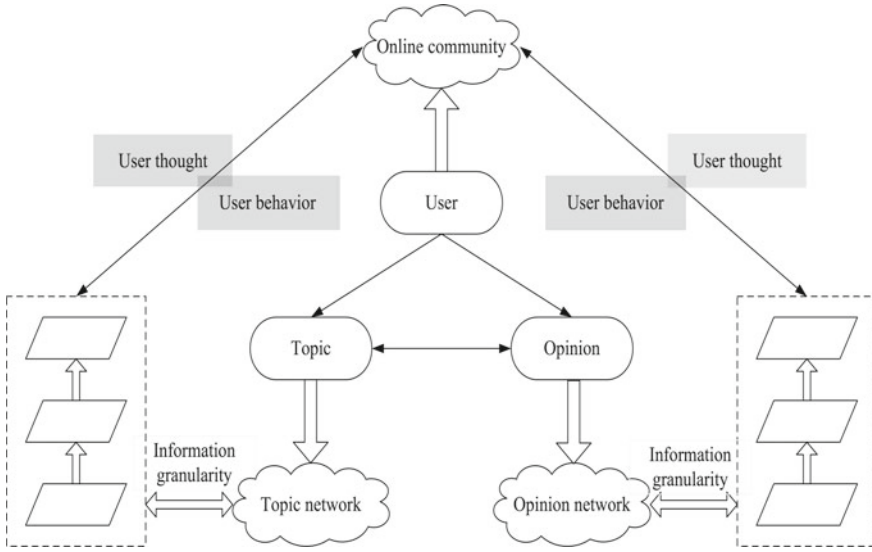 Online community
User thought
User thought
User behavior
User
User behavior
Topic
Opinion
Information
granularity
Information
granularity
Topic network
Opinion network